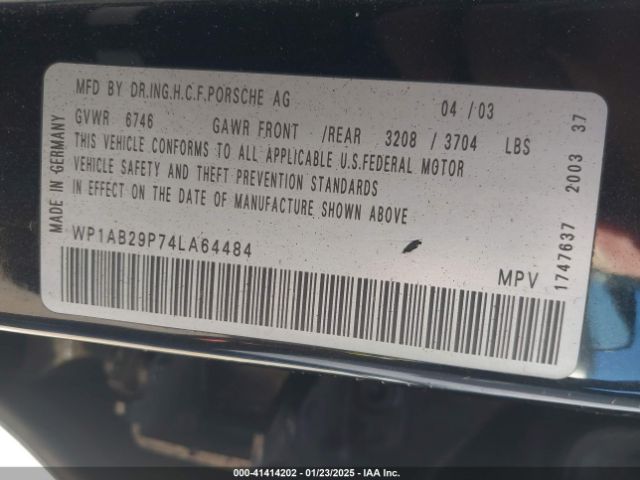 MFD BY DR.ING.H.C.F.PORSCHE AG 04 /03
GVWR 6746 GAWR FRONT /REAR 3208 / 3704 LBS
THIS VEHICLE CONFORMS TO ALL APPLICABLE U.S.FEDERAL MOTOR
VEHICLE SAFETY AND THEFT PREVENTION STANDARDS
IN EFFECT ON THE DATE OF MANUFACTURE SHOWN ABOVE
WP1AB29P74LA64484
MPV
MADE IN GERMANY
1747637 2003 37
000-41414202 - 01/23/2025 - IAAI.COM